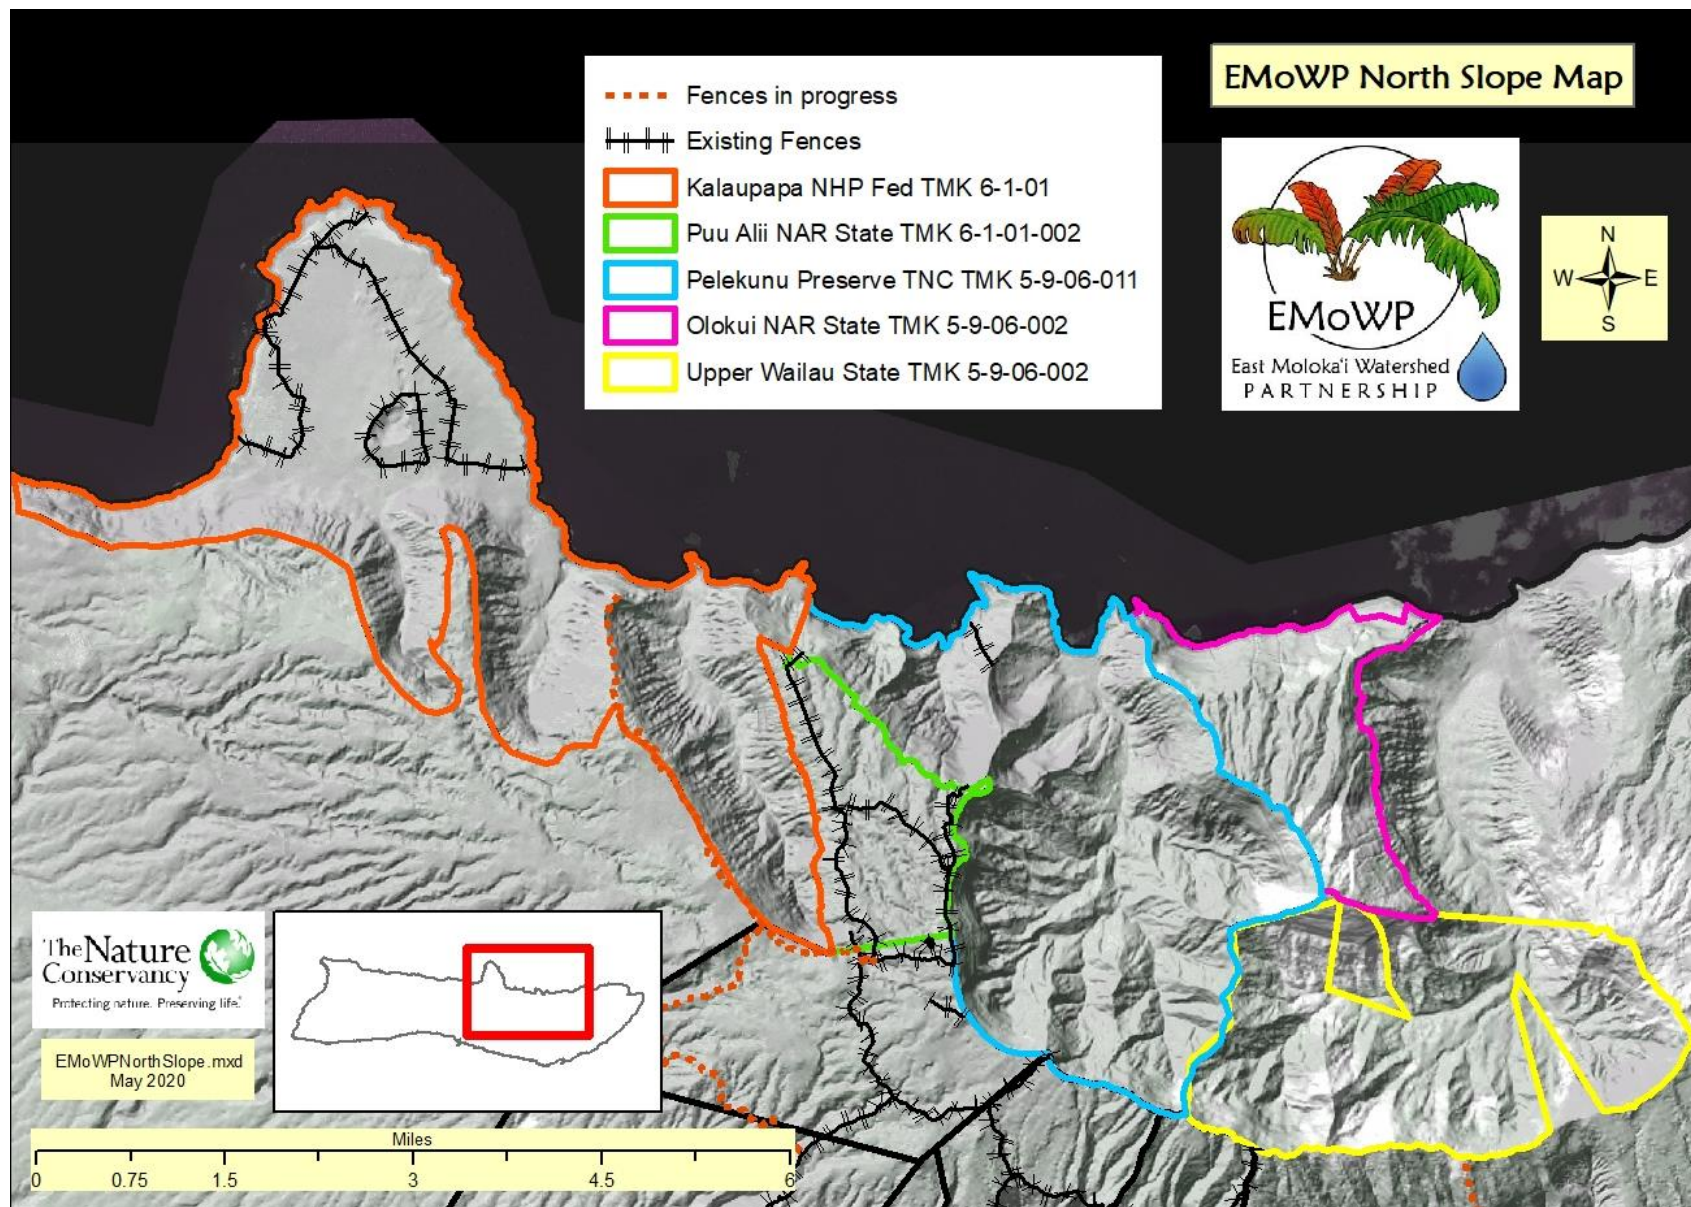 EMoWP North Slope Map
Fences in progress
Existing Fences
Kalaupapa NHP Fed TMK 6-1-01
Puu Alii NAR State TMK 6-1-01-002
Pelekunu Preserve TNC TMK 5-9-06-011
Olokui NAR State TMK 5-9-06-002
Upper Wailau State TMK 5-9-06-002
EMoWP
East Molokaʻi Watershed
PARTNERSHIP
N
W E
S
The Nature
Conservancy
Protecting nature. Preserving life.
EMoWPNorthSlope.mxd
May 2020
Miles
0 0.75 1.5 3 4.5 6